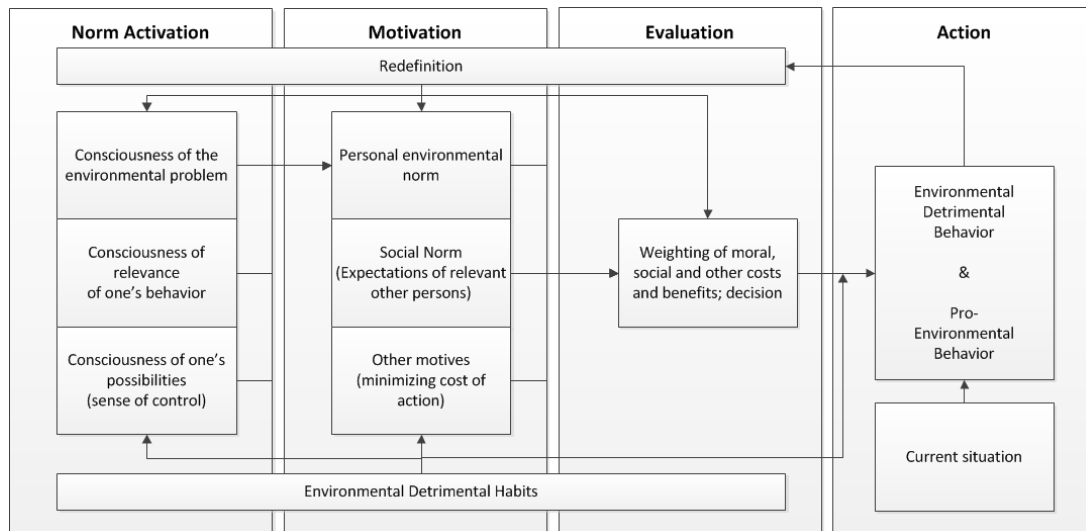 Norm Activation
Motivation
Evaluation
Action
Redefinition
Consciousness of the
environmental problem
Personal environmental
norm
Consciousness of
relevance
of one's behavior
Social Norm
(Expectations of relevant
other persons)
Weighting of moral,
social and other costs
and benefits; decision
Environmental
Detrimental
Behavior
&
Pro-
Environmental
Behavior
Consciousness of one's
possibilities
(sense of control)
Other motives
(minimizing cost of
action)
Current situation
Environmental Detrimental Habits